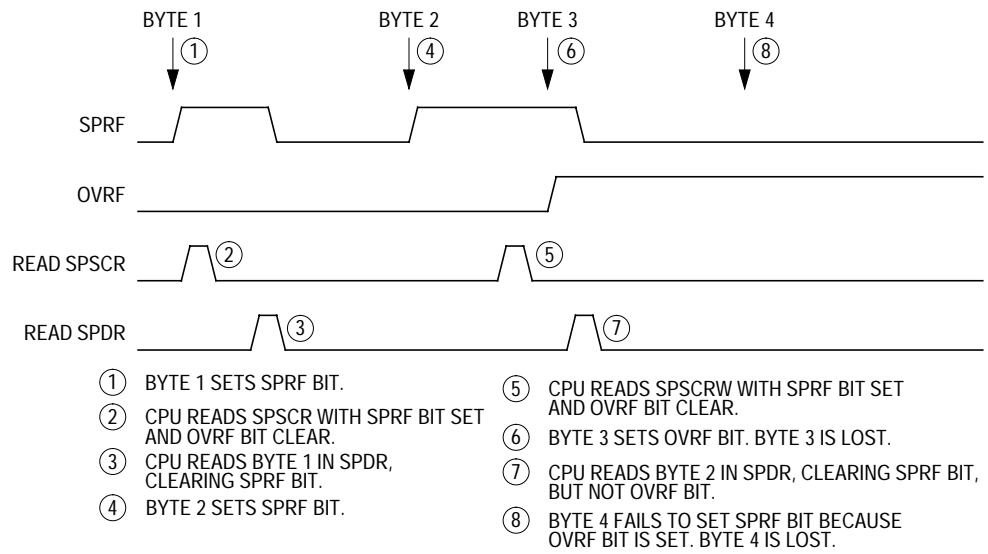 BYTE 1 BYTE 2 BYTE 3 BYTE 4
1 4 6 8
SPRF
OVRF
READ SPSCR 2 5
READ SPDR 3 7
1 BYTE 1 SETS SPRF BIT.
2 CPU READS SPSCR WITH SPRF BIT SET
AND OVRF BIT CLEAR.
3 CPU READS BYTE 1 IN SPDR,
CLEARING SPRF BIT.
4 BYTE 2 SETS SPRF BIT.
5 CPU READS SPSCRW WITH SPRF BIT SET
AND OVRF BIT CLEAR.
6 BYTE 3 SETS OVRF BIT. BYTE 3 IS LOST.
7 CPU READS BYTE 2 IN SPDR, CLEARING SPRF BIT,
BUT NOT OVRF BIT.
8 BYTE 4 FAILS TO SET SPRF BIT BECAUSE
OVRF BIT IS SET. BYTE 4 IS LOST.